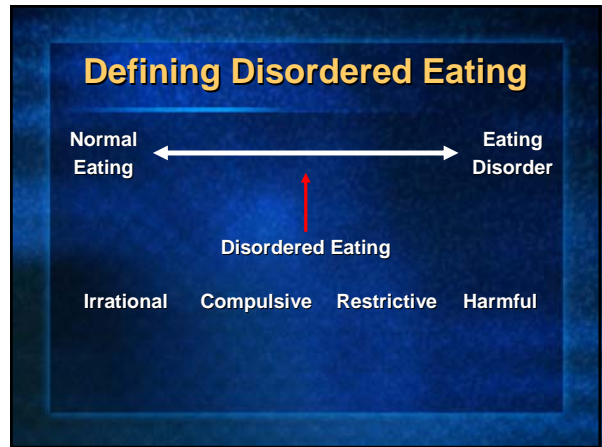 Defining Disordered Eating
Normal
Eating
Eating
Disorder
Disordered Eating
Irrational Compulsive Restrictive Harmful